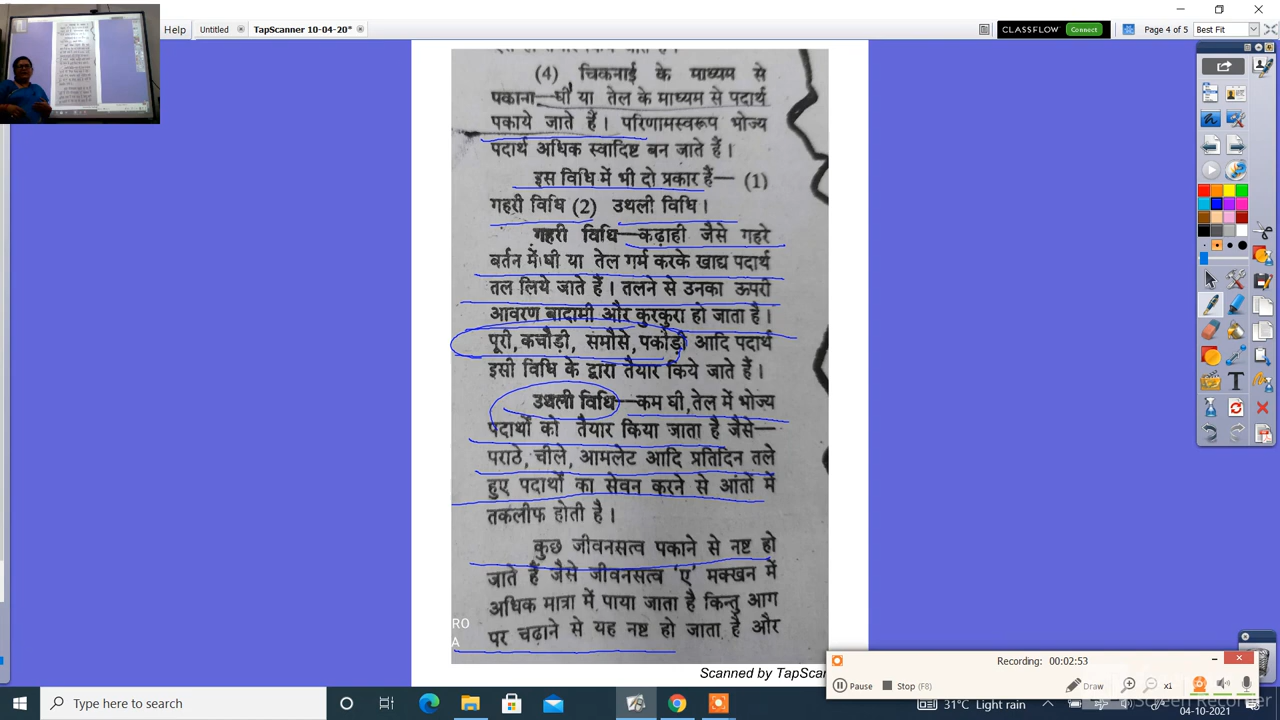 Help
Untitled
TapScanner 10-04-20*
CLASSFLOW
Connect
Page 4 of 5
Best Fit
(4) चिकनाई के माध्यम से
पकाना—घी या तेल के माध्यम से पदार्थ
पकाये जाते हैं। परिणामस्वरूप भोज्य
पदार्थ अधिक स्वादिष्ट बन जाते हैं।
इस विधि में भी दो प्रकार हैं— (1)
गहरी विधि (2) उथली विधि।
गहरी विधि—कढ़ाही जैसे गहरे
बर्तन में घी या तेल गर्म करके खाद्य पदार्थ
तल लिये जाते हैं। तलने से उनका ऊपरी
आवरण बादामी और कुरकुरा हो जाता है।
पूरी, कचौड़ी, समौसे, पकोड़ी आदि पदार्थ
इसी विधि के द्वारा तैयार किये जाते हैं।
उथली विधि—कम घी, तेल में भोज्य
पदार्थों को तैयार किया जाता है जैसे—
पराठे, चीले, आमलेट आदि प्रतिदिन तले
हुए पदार्थों का सेवन करने से आंतों में
तकलीफ होती है।
कुछ जीवनसत्व पकाने से नष्ट हो
जाते हैं जैसे जीवनसत्व 'ए' मक्खन में
अधिक मात्रा में पाया जाता है किन्तु आग
पर चढ़ाने से यह नष्ट हो जाता है और
RO
A
Scanned by TapScan
Recording: 00:02:53
Pause
Stop (F8)
Draw
x1
Screen Recorder
Type here to search
31°C Light rain
04-10-2021